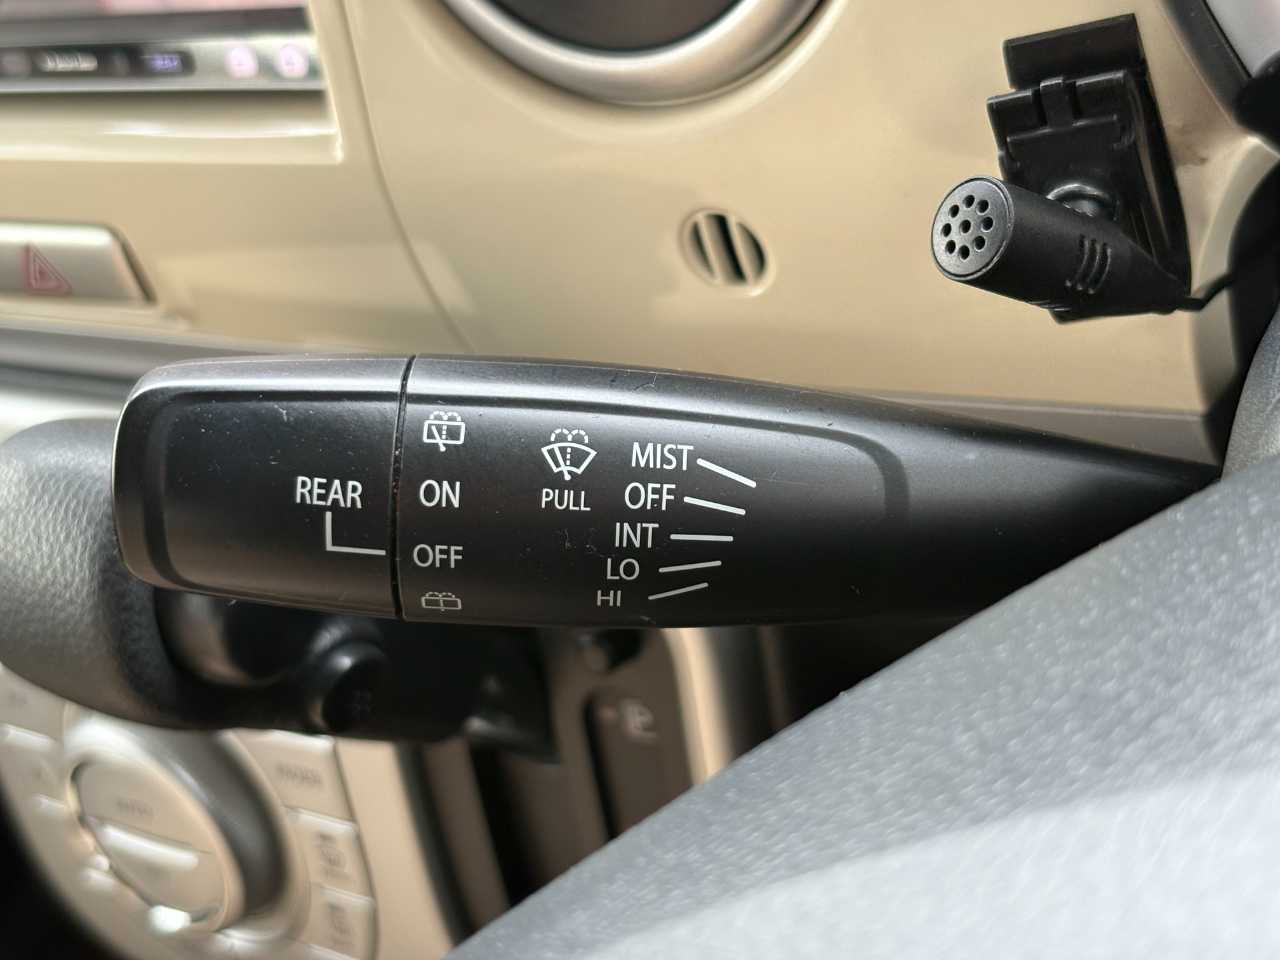 REAR
ON
OFF
PULL
MIST
OFF
INT
LO
HI